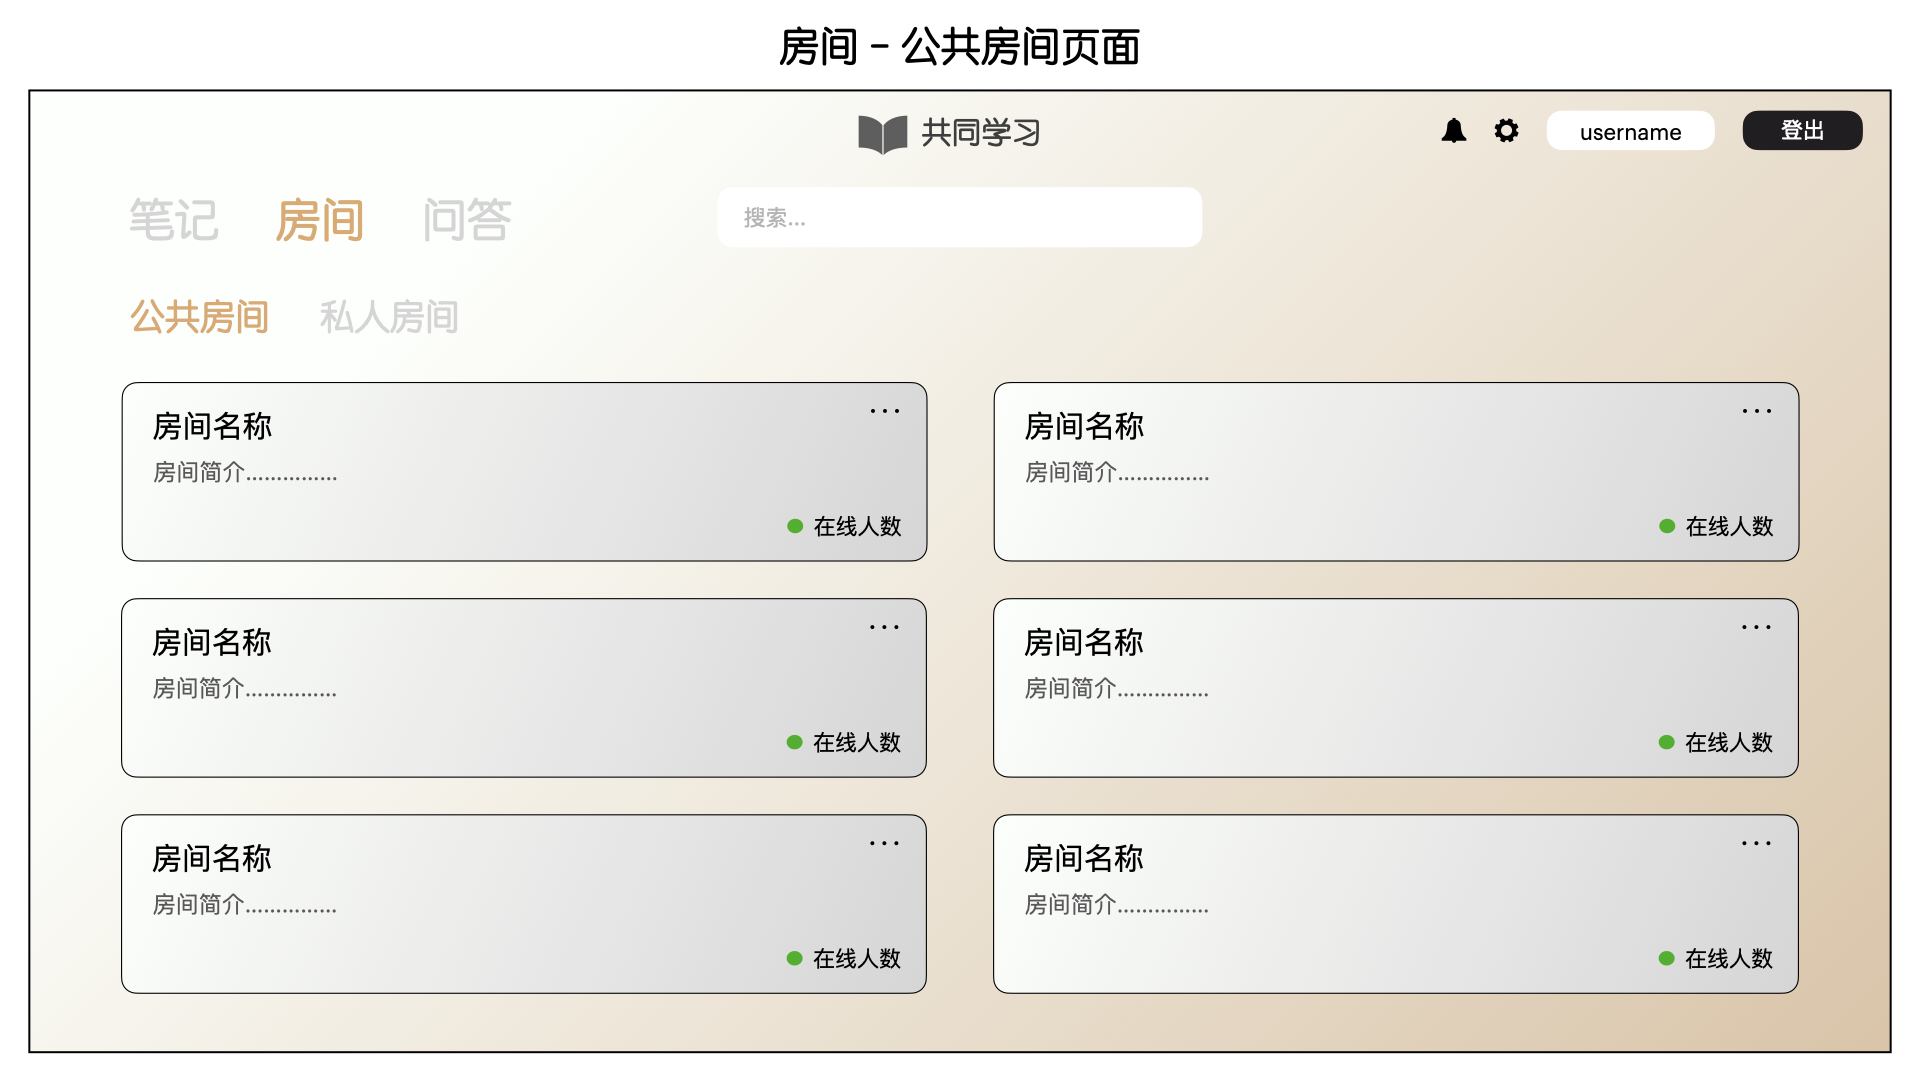 房间 - 公共房间页面
共同学习
username
登出
笔记 房间 问答
搜索...
公共房间 私人房间
房间名称
房间简介...............
在线人数
房间名称
房间简介...............
在线人数
房间名称
房间简介...............
在线人数
房间名称
房间简介...............
在线人数
房间名称
房间简介...............
在线人数
房间名称
房间简介...............
在线人数